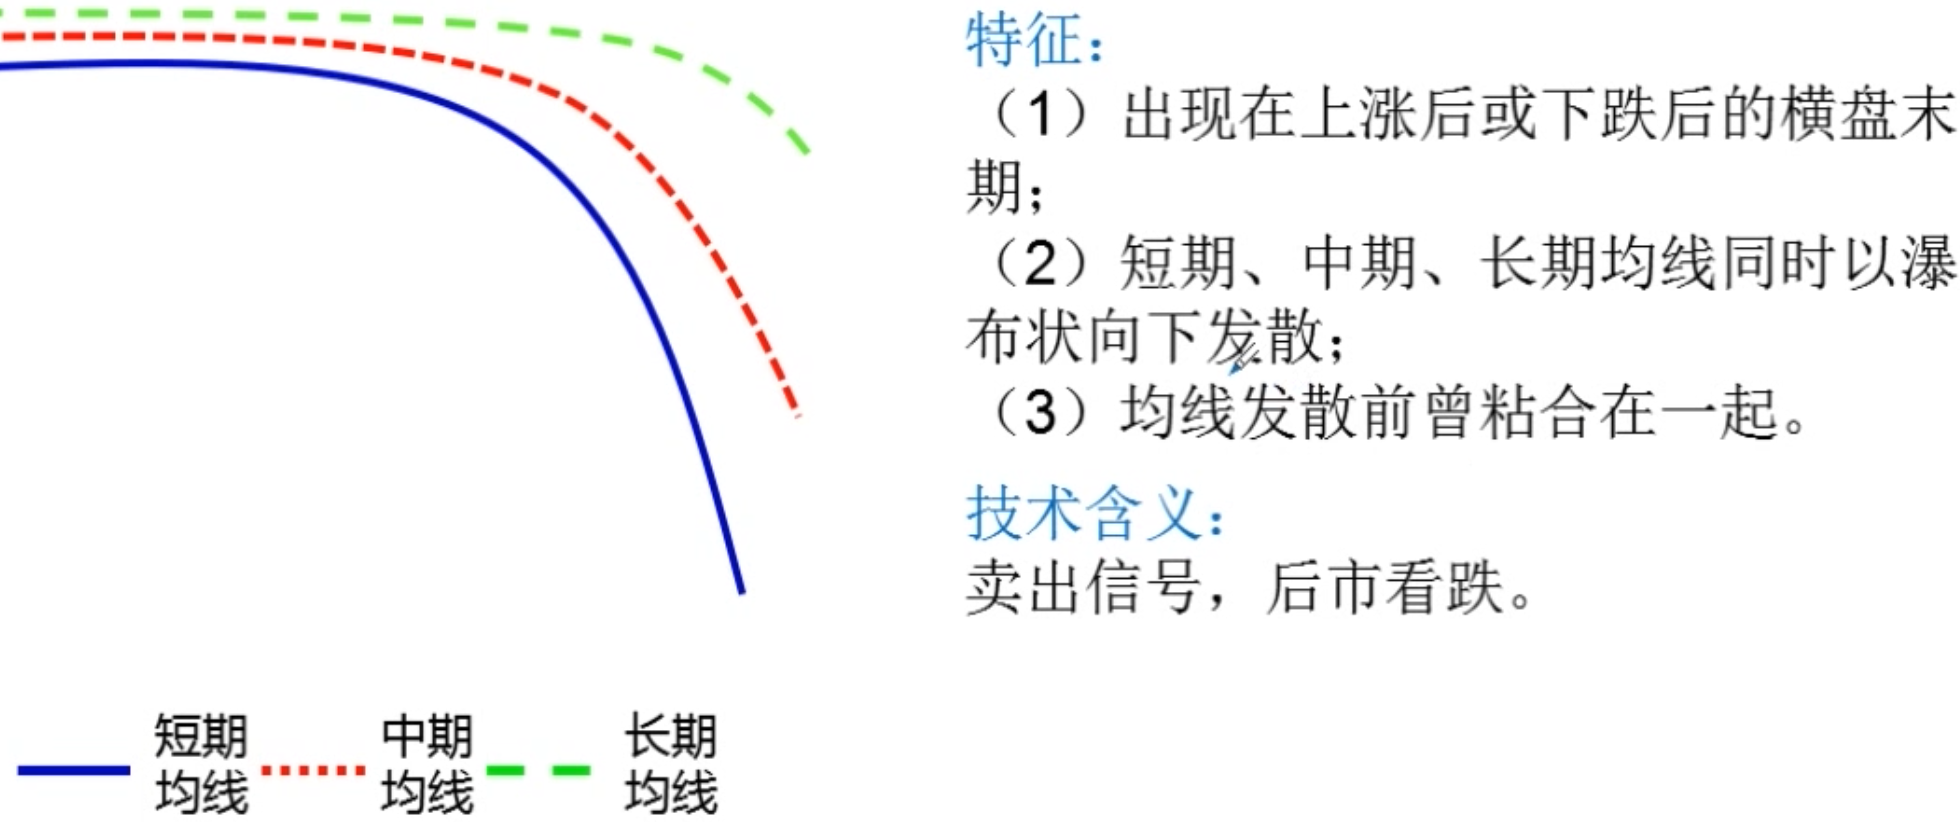 特征：
（1）出现在上涨后或下跌后的横盘末
期；
（2）短期、中期、长期均线同时以瀑
布状向下发散；
（3）均线发散前曾粘合在一起。
技术含义：
卖出信号，后市看跌。
短期 中期 长期
均线 均线 均线